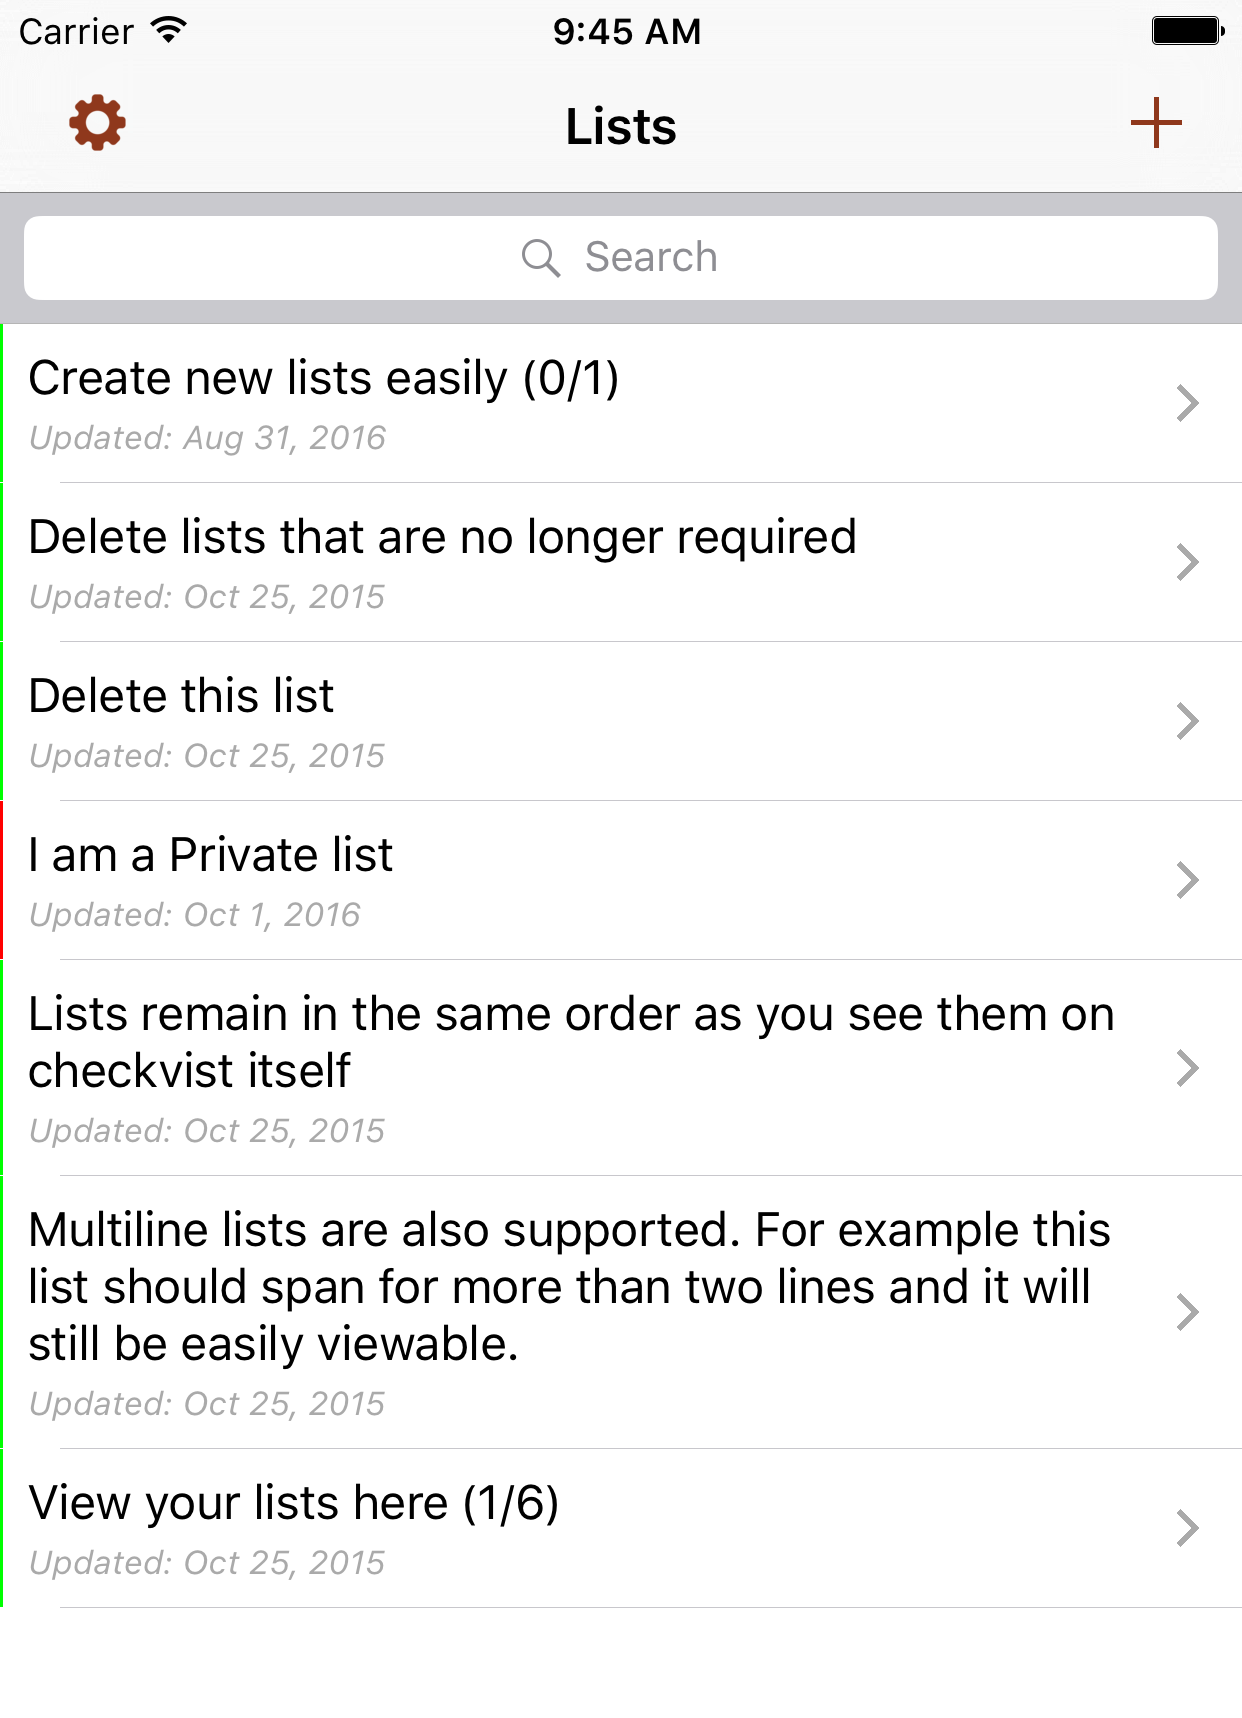 Carrier
9:45 AM
Lists
Search
Create new lists easily (0/1)
Updated: Aug 31, 2016
Delete lists that are no longer required
Updated: Oct 25, 2015
Delete this list
Updated: Oct 25, 2015
I am a Private list
Updated: Oct 1, 2016
Lists remain in the same order as you see them on
checkvist itself
Updated: Oct 25, 2015
Multiline lists are also supported. For example this
list should span for more than two lines and it will
still be easily viewable.
Updated: Oct 25, 2015
View your lists here (1/6)
Updated: Oct 25, 2015